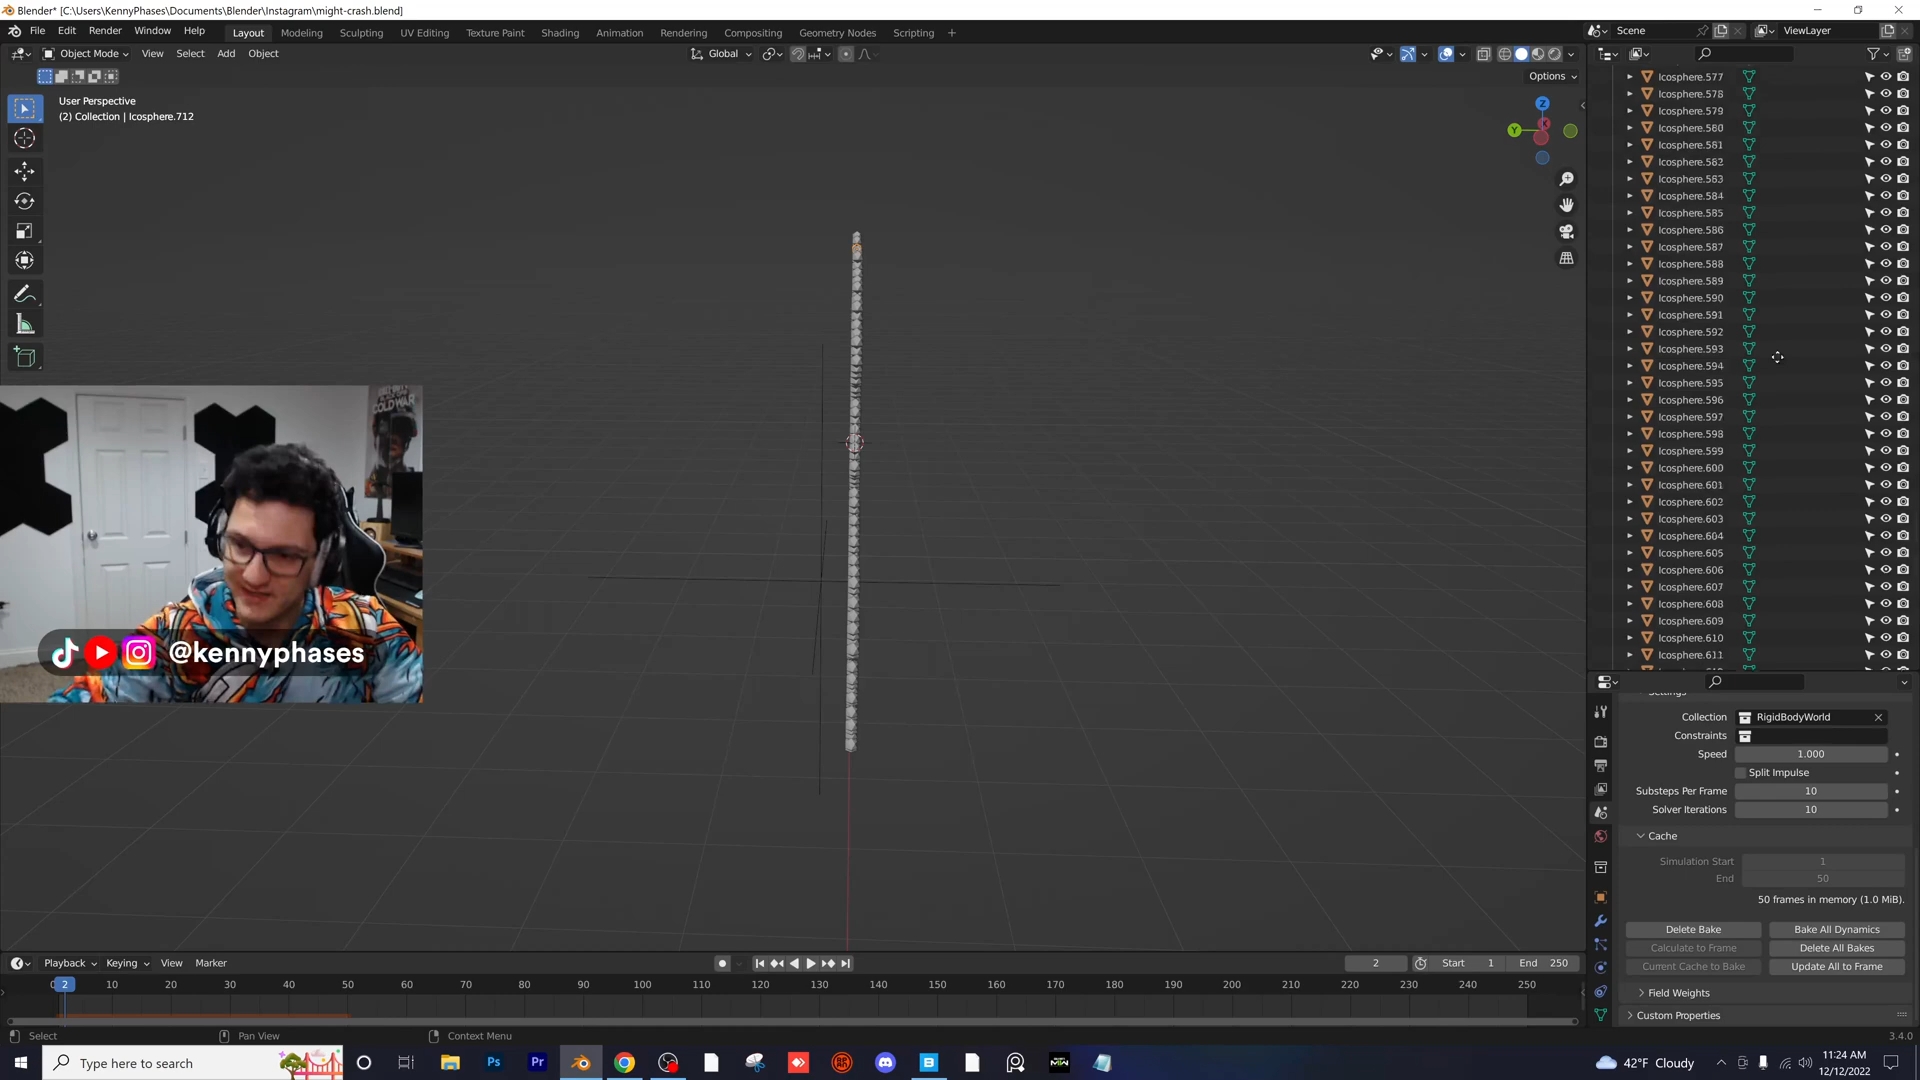 Blender* [C:\Users\KennyPhases\Documents\Blender\Instagram\might-crash.blend]
File Edit Render Window Help Layout Modeling Sculpting UV Editing Texture Paint Shading Animation Rendering Compositing Geometry Nodes Scripting + Scene ViewLayer
Object Mode View Select Add Object Global
Options
User Perspective
(2) Collection | Icosphere.712
Z
Y
X
Icosphere.577
Icosphere.578
Icosphere.579
Icosphere.580
Icosphere.581
Icosphere.582
Icosphere.583
Icosphere.584
Icosphere.585
Icosphere.586
Icosphere.587
Icosphere.588
Icosphere.589
Icosphere.590
Icosphere.591
Icosphere.592
Icosphere.593
Icosphere.594
Icosphere.595
Icosphere.596
Icosphere.597
Icosphere.598
Icosphere.599
Icosphere.600
Icosphere.601
Icosphere.602
Icosphere.603
Icosphere.604
Icosphere.605
Icosphere.606
Icosphere.607
Icosphere.608
Icosphere.609
Icosphere.610
Icosphere.611
COLD WAR
@kennyphases
Settings
Collection RigidBodyWorld
Constraints
Speed 1.000
Split Impulse
Substeps Per Frame 10
Solver Iterations 10
Cache
Simulation Start 1
End 50
50 frames in memory (1.0 MiB).
Delete Bake Bake All Dynamics
Calculate to Frame Delete All Bakes
Current Cache to Bake Update All to Frame
Field Weights
Custom Properties
Playback Keying View Marker 2 Start 1 End 250
0 2 10 20 30 40 50 60 70 80 90 100 110 120 130 140 150 160 170 180 190 200 210 220 230 240 250
Select Pan View Context Menu 3.4.0
Type here to search Ps Pr 42°F Cloudy
11:24 AM
12/12/2022